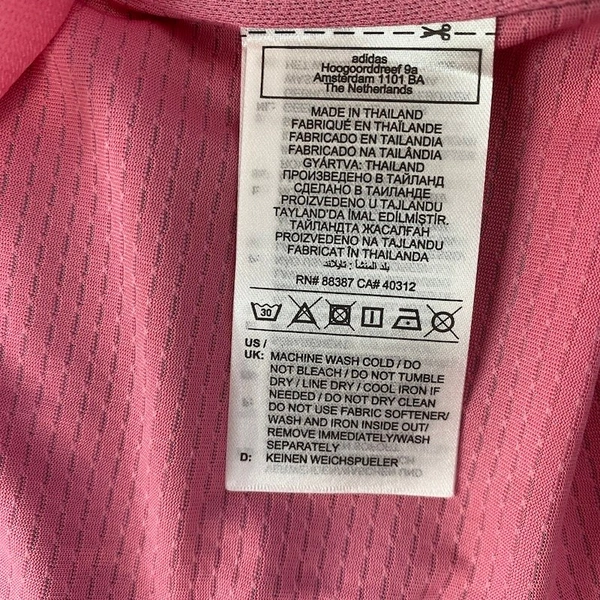 adidas
Hoogoorddreef 9a
Amsterdam 1101 BA
The Netherlands
MADE IN THAILAND
FABRIQUÉ EN THAÏLANDE
FABRICADO EN TAILANDIA
FABRICADO NA TAILÂNDIA
GYÁRTVA: THAILAND
ПРОИЗВЕДЕНО В ТАЙЛАНД
СДЕЛАНО В ТАИЛАНДЕ
PROIZVEDENO U TAJLANDU
TAYLAND'DA İMAL EDİLMİŞTİR.
ТАЙЛАНДТА ЖАСАЛҒАН
PROIZVEDENO NA TAJLANDU
FABRICAT ÎN THAILANDA
بلد المنشأ : تايلاند
RN# 88387 CA# 40312
30
US /
UK: MACHINE WASH COLD / DO
NOT BLEACH / DO NOT TUMBLE
DRY / LINE DRY / COOL IRON IF
NEEDED / DO NOT DRY CLEAN
DO NOT USE FABRIC SOFTENER/
WASH AND IRON INSIDE OUT/
REMOVE IMMEDIATELY/WASH
SEPARATELY
D: KEINEN WEICHSPUELER